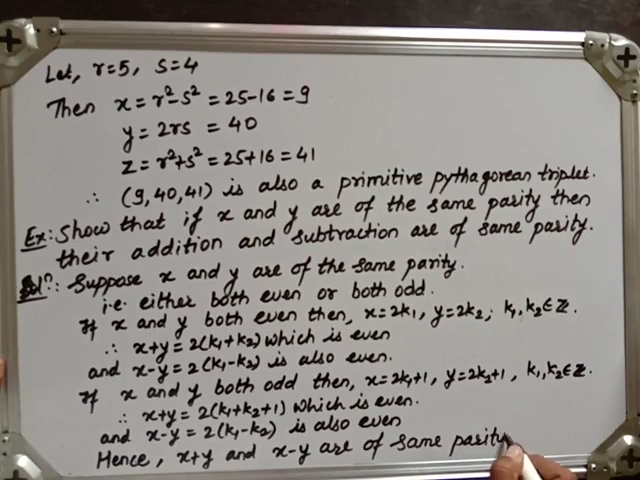 Let, r=5, s=4
Then x = r²-s² = 25-16 = 9
y = 2rs = 40
z = r²+s² = 25+16 = 41
∴ (9,40,41) is also a primitive pythagorean triplet.
Ex: Show that if x and y are of the same parity then
their addition and subtraction are of same parity.
Solⁿ: Suppose x and y are of the same parity.
i.e. either both even or both odd.
If x and y both even then, x=2k₁, y=2k₂; k₁,k₂∈Z.
∴ x+y = 2(k₁+k₂) which is even
and x-y = 2(k₁-k₂) is also even.
If x and y both odd then, x=2k₁+1, y=2k₂+1, k₁,k₂∈Z.
∴ x+y = 2(k₁+k₂+1) which is even.
and x-y = 2(k₁-k₂) is also even
Hence, x+y and x-y are of same parity